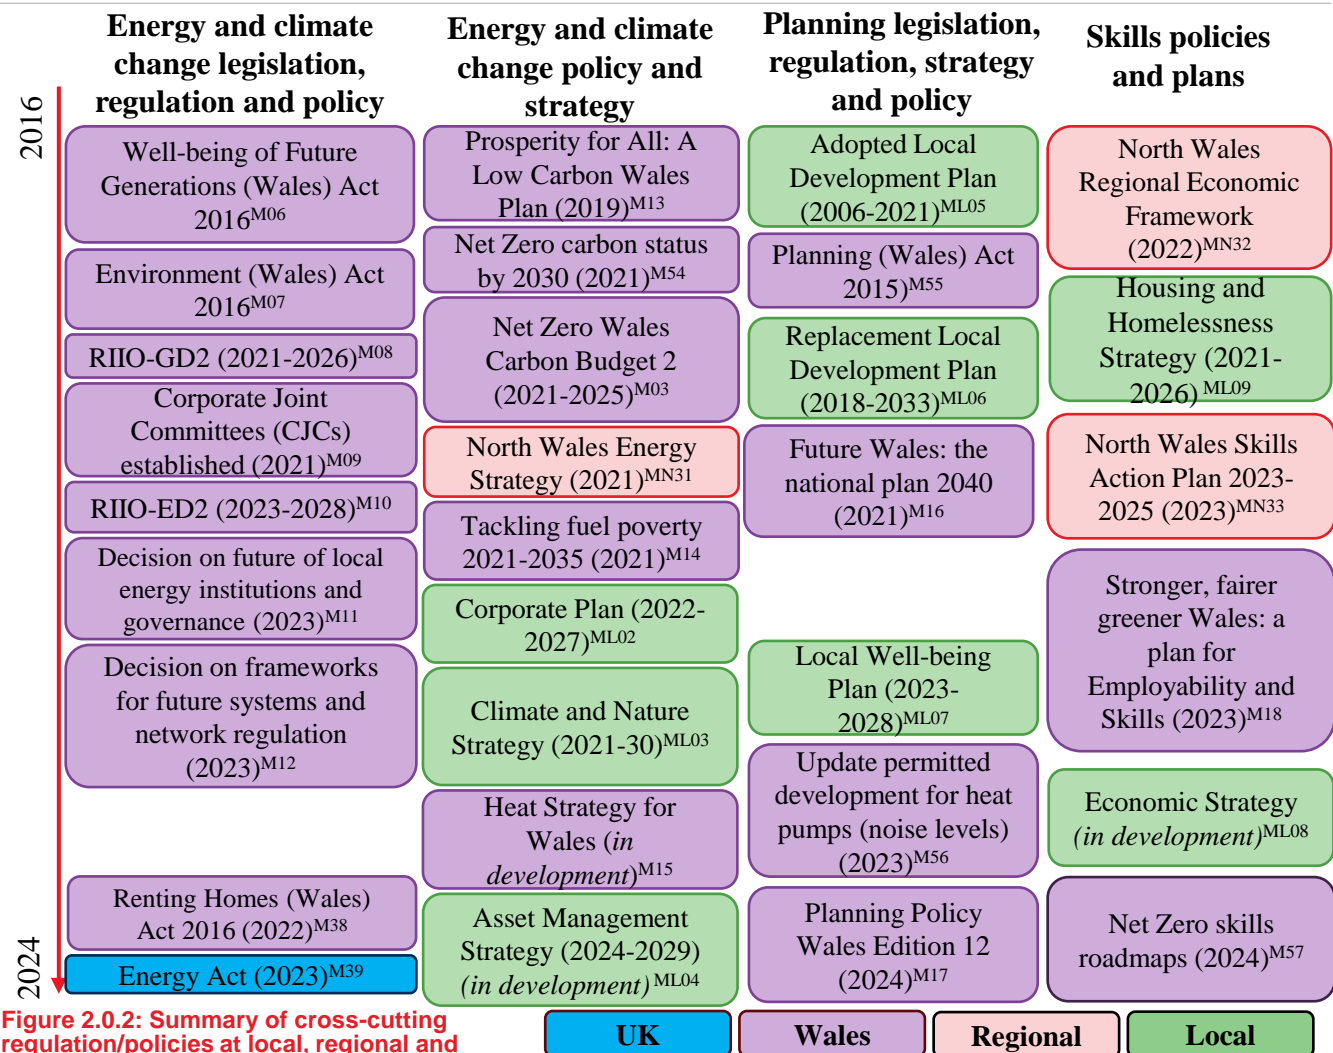 Energy and climate
change legislation,
regulation and policy
Energy and climate
change policy and
strategy
Planning legislation,
regulation, strategy
and policy
Skills policies
and plans
2016
2024
Well-being of Future
Generations (Wales) Act
2016M06
Environment (Wales) Act
2016M07
RIIO-GD2 (2021-2026)M08
Corporate Joint
Committees (CJCs)
established (2021)M09
RIIO-ED2 (2023-2028)M10
Decision on future of local
energy institutions and
governance (2023)M11
Decision on frameworks
for future systems and
network regulation
(2023)M12
Renting Homes (Wales)
Act 2016 (2022)M38
Energy Act (2023)M39
Prosperity for All: A
Low Carbon Wales
Plan (2019)M13
Net Zero carbon status
by 2030 (2021)M54
Net Zero Wales
Carbon Budget 2
(2021-2025)M03
North Wales Energy
Strategy (2021)MN31
Tackling fuel poverty
2021-2035 (2021)M14
Corporate Plan (2022-
2027)ML02
Climate and Nature
Strategy (2021-30)ML03
Heat Strategy for
Wales (in
development)M15
Asset Management
Strategy (2024-2029)
(in development) ML04
Adopted Local
Development Plan
(2006-2021)ML05
Planning (Wales) Act
2015)M55
Replacement Local
Development Plan
(2018-2033)ML06
Future Wales: the
national plan 2040
(2021)M16
Local Well-being
Plan (2023-
2028)ML07
Update permitted
development for heat
pumps (noise levels)
(2023)M56
Planning Policy
Wales Edition 12
(2024)M17
North Wales
Regional Economic
Framework
(2022)MN32
Housing and
Homelessness
Strategy (2021-
2026) ML09
North Wales Skills
Action Plan 2023-
2025 (2023)MN33
Stronger, fairer
greener Wales: a
plan for
Employability and
Skills (2023)M18
Economic Strategy
(in development)ML08
Net Zero skills
roadmaps (2024)M57
Figure 2.0.2: Summary of cross-cutting
regulation/policies at local, regional and
UK
Wales
Regional
Local